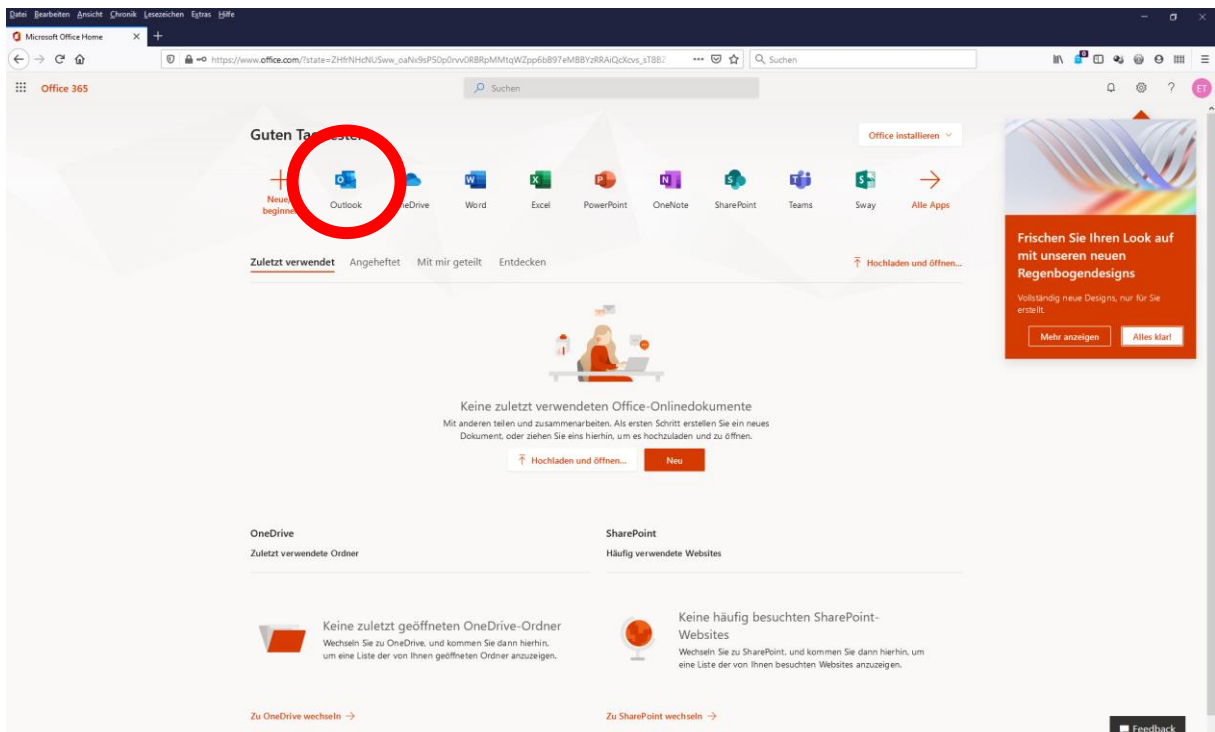 Datei Bearbeiten Ansicht Chronik Lesezeichen Extras Hilfe
Microsoft Office Home
Suchen
Office 365
Suchen
ET
Guten
Office installieren
Outlook
Word
Excel
PowerPoint
OneNote
SharePoint
Teams
Sway
Alle Apps
Zuletzt verwendet Angeheftet Mit mir geteilt Entdecken
Hochladen und öffnen...
Frischen Sie Ihren Look auf
mit unseren neuen
Regenbogendesigns
Vollständig neue Designs, nur für Sie
erstellt.
Mehr anzeigen
Alles klar!
Keine zuletzt verwendeten Office-Onlinedokumente
Mit anderen teilen und zusammenarbeiten. Als ersten Schritt erstellen Sie ein neues
Dokument, oder ziehen Sie eins hierhin, um es hochzuladen und zu öffnen.
Hochladen und öffnen...
Neu
OneDrive
Zuletzt verwendete Ordner
SharePoint
Häufig verwendete Websites
Keine zuletzt geöffneten OneDrive-Ordner
Wechseln Sie zu OneDrive, und kommen Sie dann hierhin,
um eine Liste der von Ihnen geöffneten Ordner anzuzeigen.
Keine häufig besuchten SharePoint-
Websites
Wechseln Sie zu SharePoint, und kommen Sie dann hierhin, um
eine Liste der von Ihnen besuchten Websites anzuzeigen.
Zu OneDrive wechseln
Zu SharePoint wechseln
Feedback